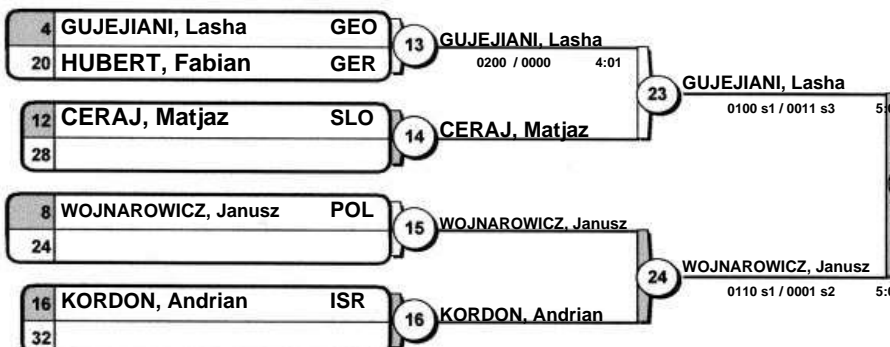 4 GUJEJIANI, Lasha GEO
20 HUBERT, Fabian GER
13
GUJEJIANI, Lasha
0200 / 0000 4:01
12 CERAJ, Matjaz SLO
28
14
CERAJ, Matjaz
23
GUJEJIANI, Lasha
0100 s1 / 0011 s3
8 WOJNAROWICZ, Janusz POL
24
15
WOJNAROWICZ, Janusz
16 KORDON, Andrian ISR
32
16
KORDON, Andrian
24
WOJNAROWICZ, Janusz
0110 s1 / 0001 s2